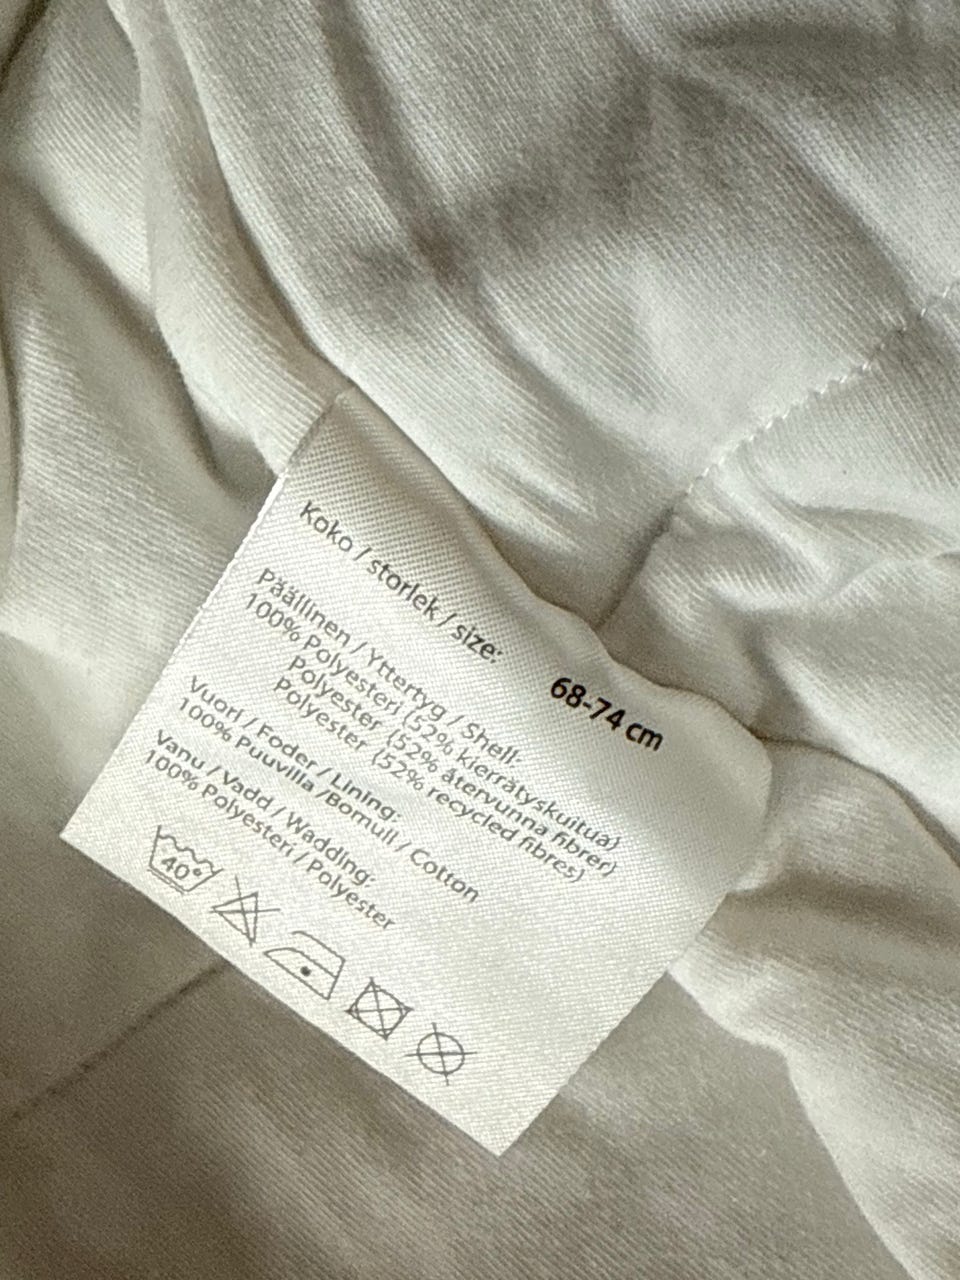 Koko / storlek / size:
68-74 cm
Päällinen / Yttertyg / Shell:
100% Polyesteri (52% kierrätyskuitua)
Polyester (52% återvunna fibrer)
Polyester (52% recycled fibres)
Vuori / Foder / Lining:
100% Puuvilla /Bomull / Cotton
Vanu / Vadd / Wadding:
100% Polyesteri / Polyester
40°